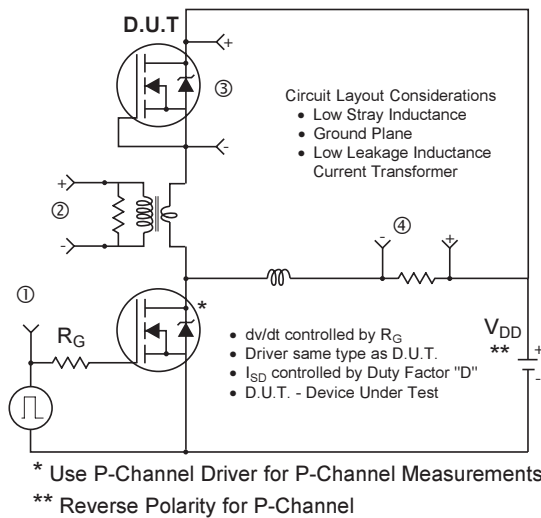 D.U.T
+
③
-
Circuit Layout Considerations
• Low Stray Inductance
• Ground Plane
• Low Leakage Inductance
Current Transformer
+
②
-
- ④ +
①
R_G
*
• dv/dt controlled by R_G
• Driver same type as D.U.T.
• I_SD controlled by Duty Factor "D"
• D.U.T. - Device Under Test
V_DD
**
+
-
* Use P-Channel Driver for P-Channel Measurements
** Reverse Polarity for P-Channel